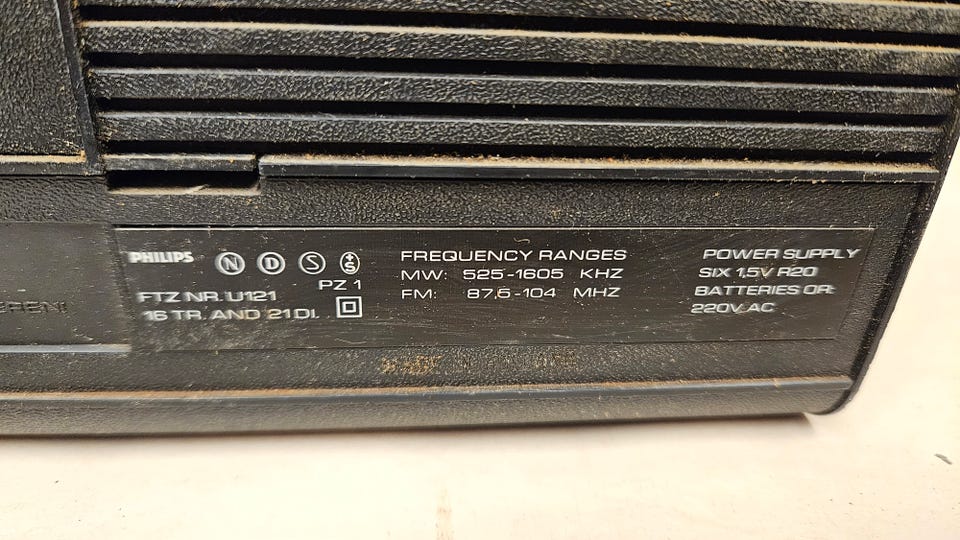 PHILIPS N D S
PZ 1
FTZ NR. U121
16 TR. AND 21 DI.
FREQUENCY RANGES
MW: 525-1605 KHZ
FM: 87,5-104 MHZ
POWER SUPPLY
SIX 1,5V R20
BATTERIES OR:
220V AC